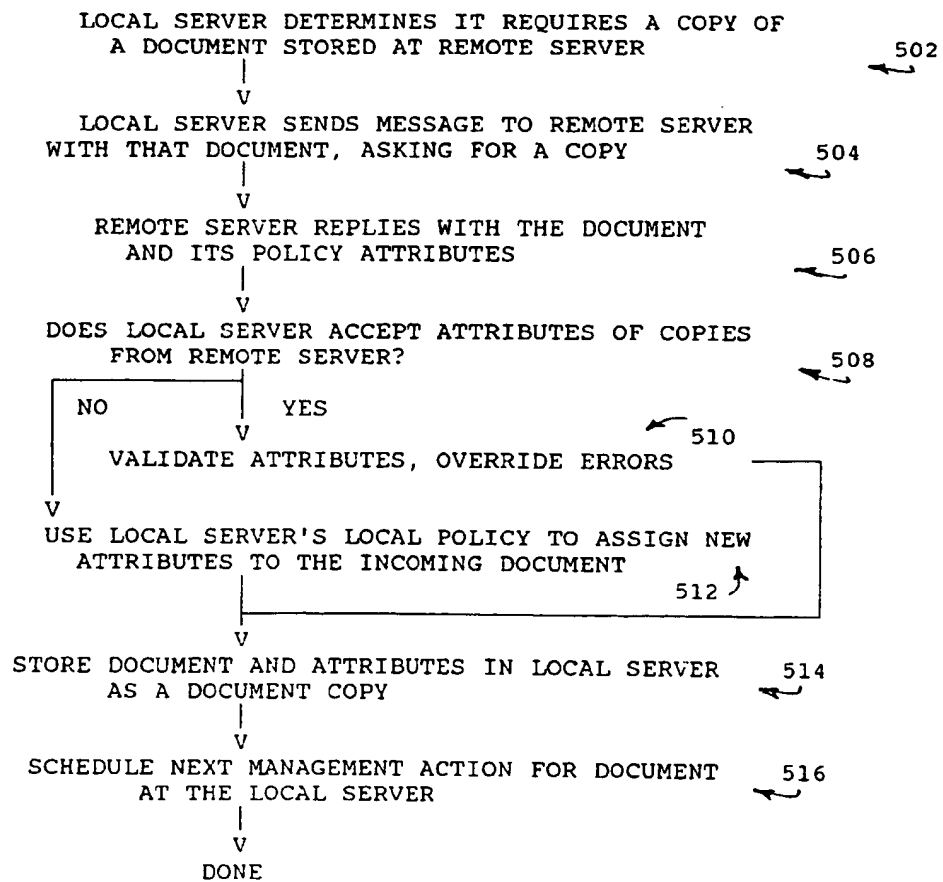 LOCAL SERVER DETERMINES IT REQUIRES A COPY OF
A DOCUMENT STORED AT REMOTE SERVER
502
V
LOCAL SERVER SENDS MESSAGE TO REMOTE SERVER
WITH THAT DOCUMENT, ASKING FOR A COPY
504
V
REMOTE SERVER REPLIES WITH THE DOCUMENT
AND ITS POLICY ATTRIBUTES
506
V
DOES LOCAL SERVER ACCEPT ATTRIBUTES OF COPIES
FROM REMOTE SERVER?
508
NO YES
V
510
VALIDATE ATTRIBUTES, OVERRIDE ERRORS
V
USE LOCAL SERVER'S LOCAL POLICY TO ASSIGN NEW
ATTRIBUTES TO THE INCOMING DOCUMENT
512
V
STORE DOCUMENT AND ATTRIBUTES IN LOCAL SERVER 514
AS A DOCUMENT COPY
V
SCHEDULE NEXT MANAGEMENT ACTION FOR DOCUMENT 516
AT THE LOCAL SERVER
V
DONE